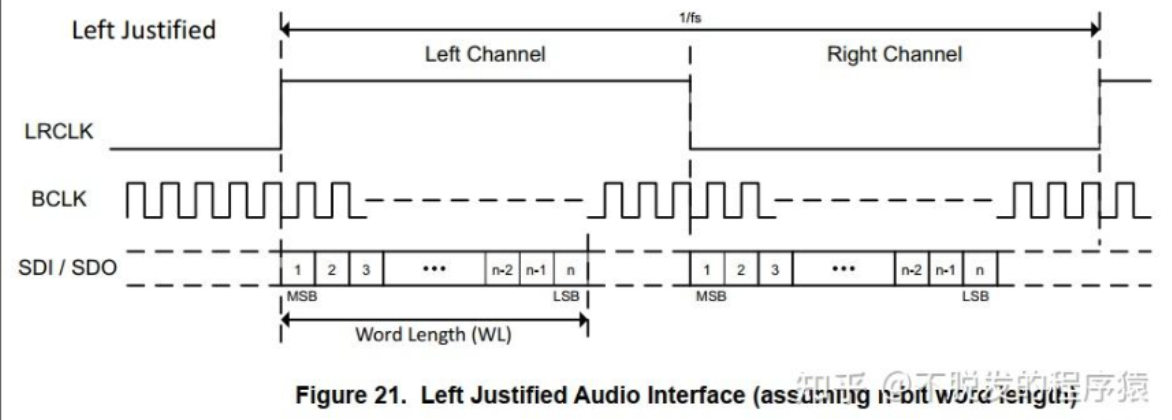 Left Justified
1/fs
Left Channel
Right Channel
LRCLK
BCLK
SDI / SDO
1 2 3 ••• n-2 n-1 n 1 2 3 ••• n-2 n-1 n
MSB LSB MSB LSB
Word Length (WL)
Figure 21. Left Justified Audio Interface (assuming n-bit word length)
知乎 @不脱发的程序猿